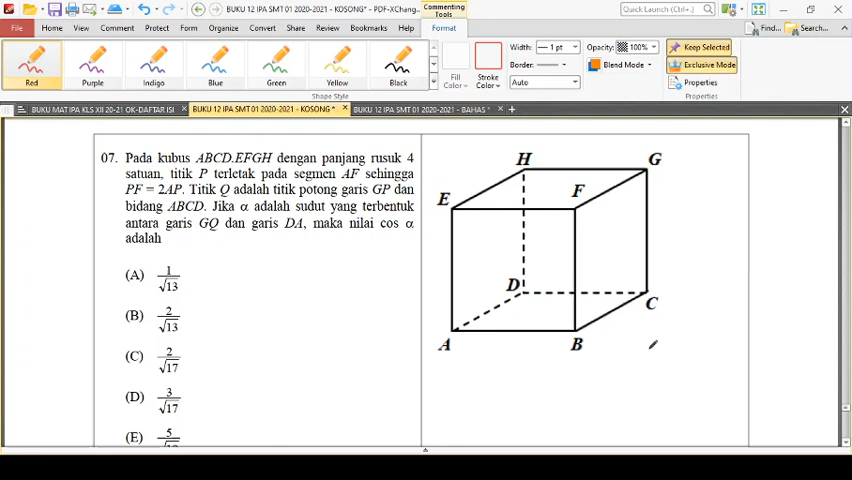 BUKU 12 IPA SMT 01 2020-2021 - KOSONG* - PDF-XChang
Commenting Tools
Quick Launch (Ctrl+.)
File Home View Comment Protect Form Organize Convert Share Review Bookmarks Help Format Find... Search...
Width: 1 pt Opacity: 100% Keep Selected
Border: Blend Mode Exclusive Mode
Red Purple Indigo Blue Green Yellow Black Fill Color Stroke Color Auto Properties
Shape Style Properties
BUKU MAT IPA KLS XII 20-21 OK-DAFTAR ISI × BUKU 12 IPA SMT 01 2020-2021 - KOSONG * × BUKU 12 IPA SMT 01 2020-2021 - BAHAS * ×
07. Pada kubus ABCD.EFGH dengan panjang rusuk 4
satuan, titik P terletak pada segmen AF sehingga
PF = 2AP. Titik Q adalah titik potong garis GP dan
bidang ABCD. Jika α adalah sudut yang terbentuk
antara garis GQ dan garis DA, maka nilai cos α
adalah
(A) 1/√13
(B) 2/√13
(C) 2/√17
(D) 3/√17
(E) 5
H G
E F
D C
A B